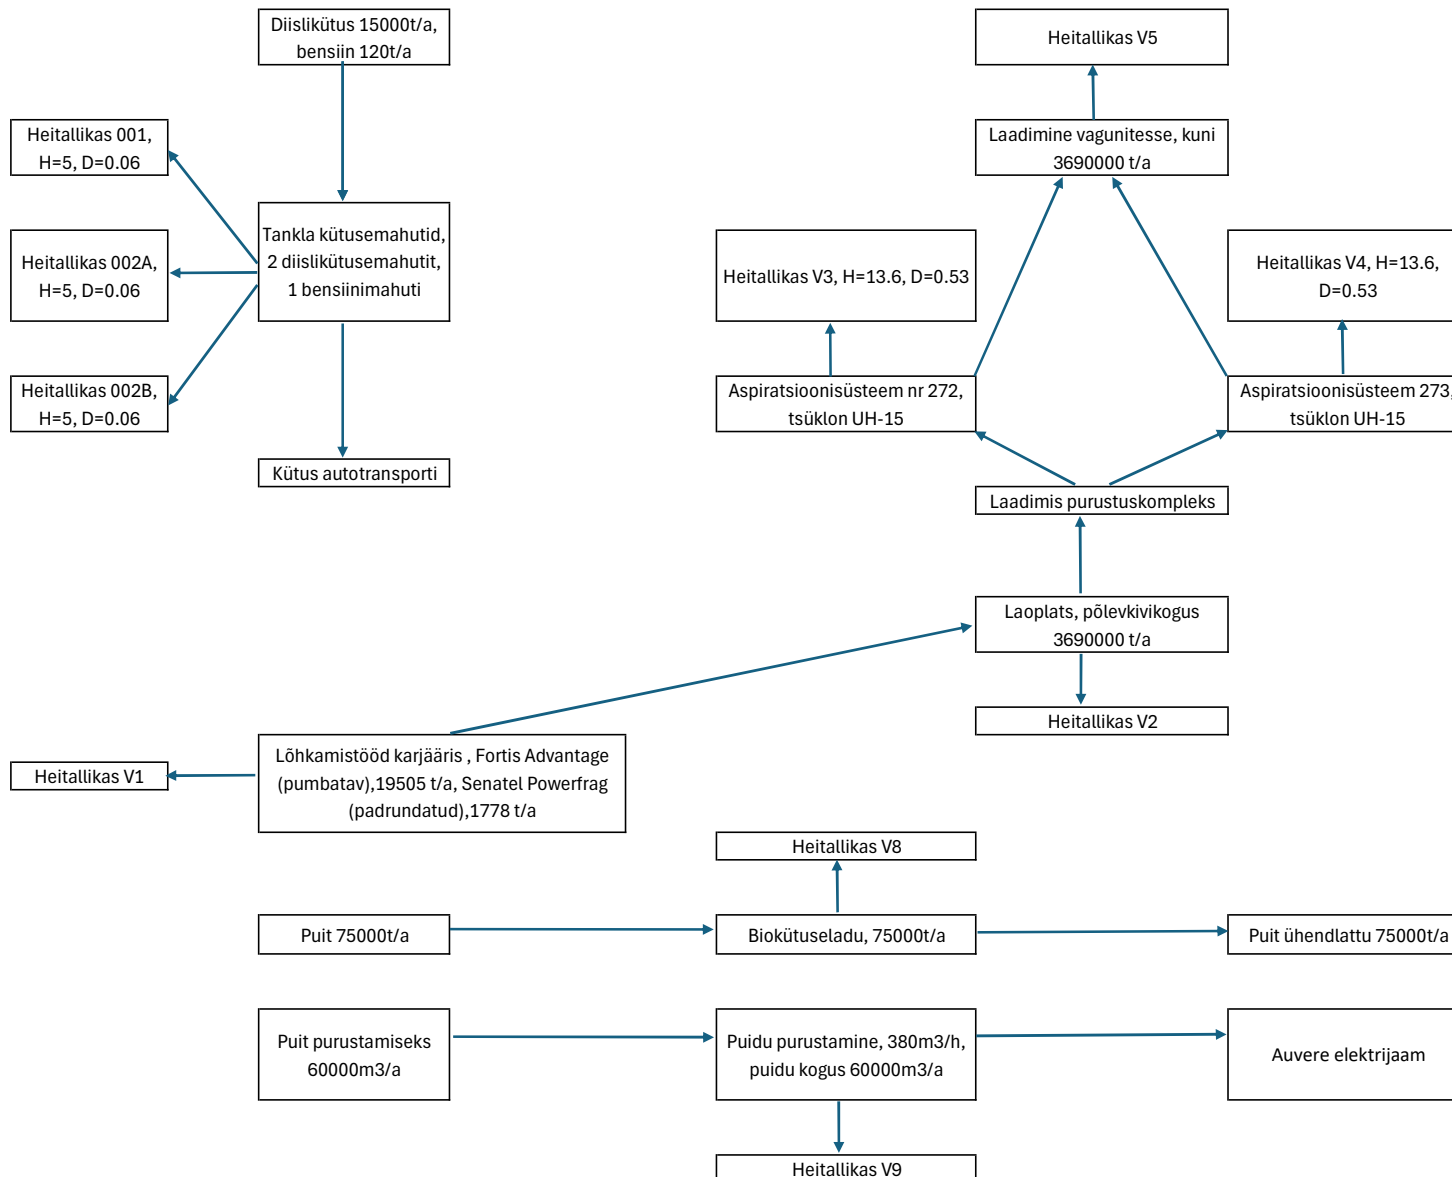 Diislikütus 15000t/a,
bensiin 120t/a
Heitallikas V5
Heitallikas 001,
H=5, D=0.06
Laadimine vagunitesse, kuni
3690000 t/a
Tankla kütusemahutid,
2 diislikütusemahutit,
1 bensiinimahuti
Heitallikas 002A,
H=5, D=0.06
Heitallikas V3, H=13.6, D=0.53
Heitallikas V4, H=13.6,
D=0.53
Heitallikas 002B,
H=5, D=0.06
Aspiratsioonisüsteem nr 272,
tsüklon UH-15
Aspiratsioonisüsteem 273,
tsüklon UH-15
Kütus autotransporti
Laadimis purustuskompleks
Laoplats, põlevkivikogus
3690000 t/a
Heitallikas V2
Heitallikas V1
Lõhkamistööd karjääris , Fortis Advantage
(pumbatav),19505 t/a, Senatel Powerfrag
(padrundatud),1778 t/a
Heitallikas V8
Puit 75000t/a
Biokütuseladu, 75000t/a
Puit ühendlattu 75000t/a
Puit purustamiseks
60000m3/a
Puidu purustamine, 380m3/h,
puidu kogus 60000m3/a
Auvere elektrijaam
Heitallikas V9